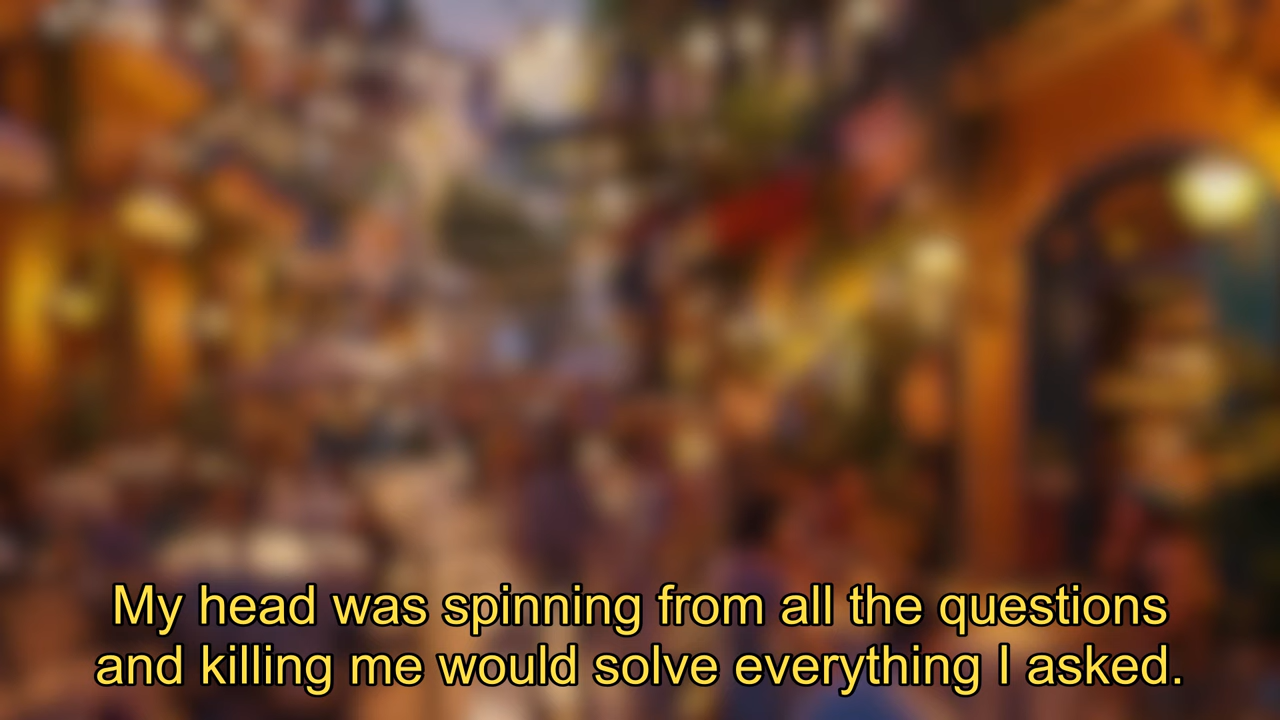 My head was spinning from all the questions
and killing me would solve everything I asked.